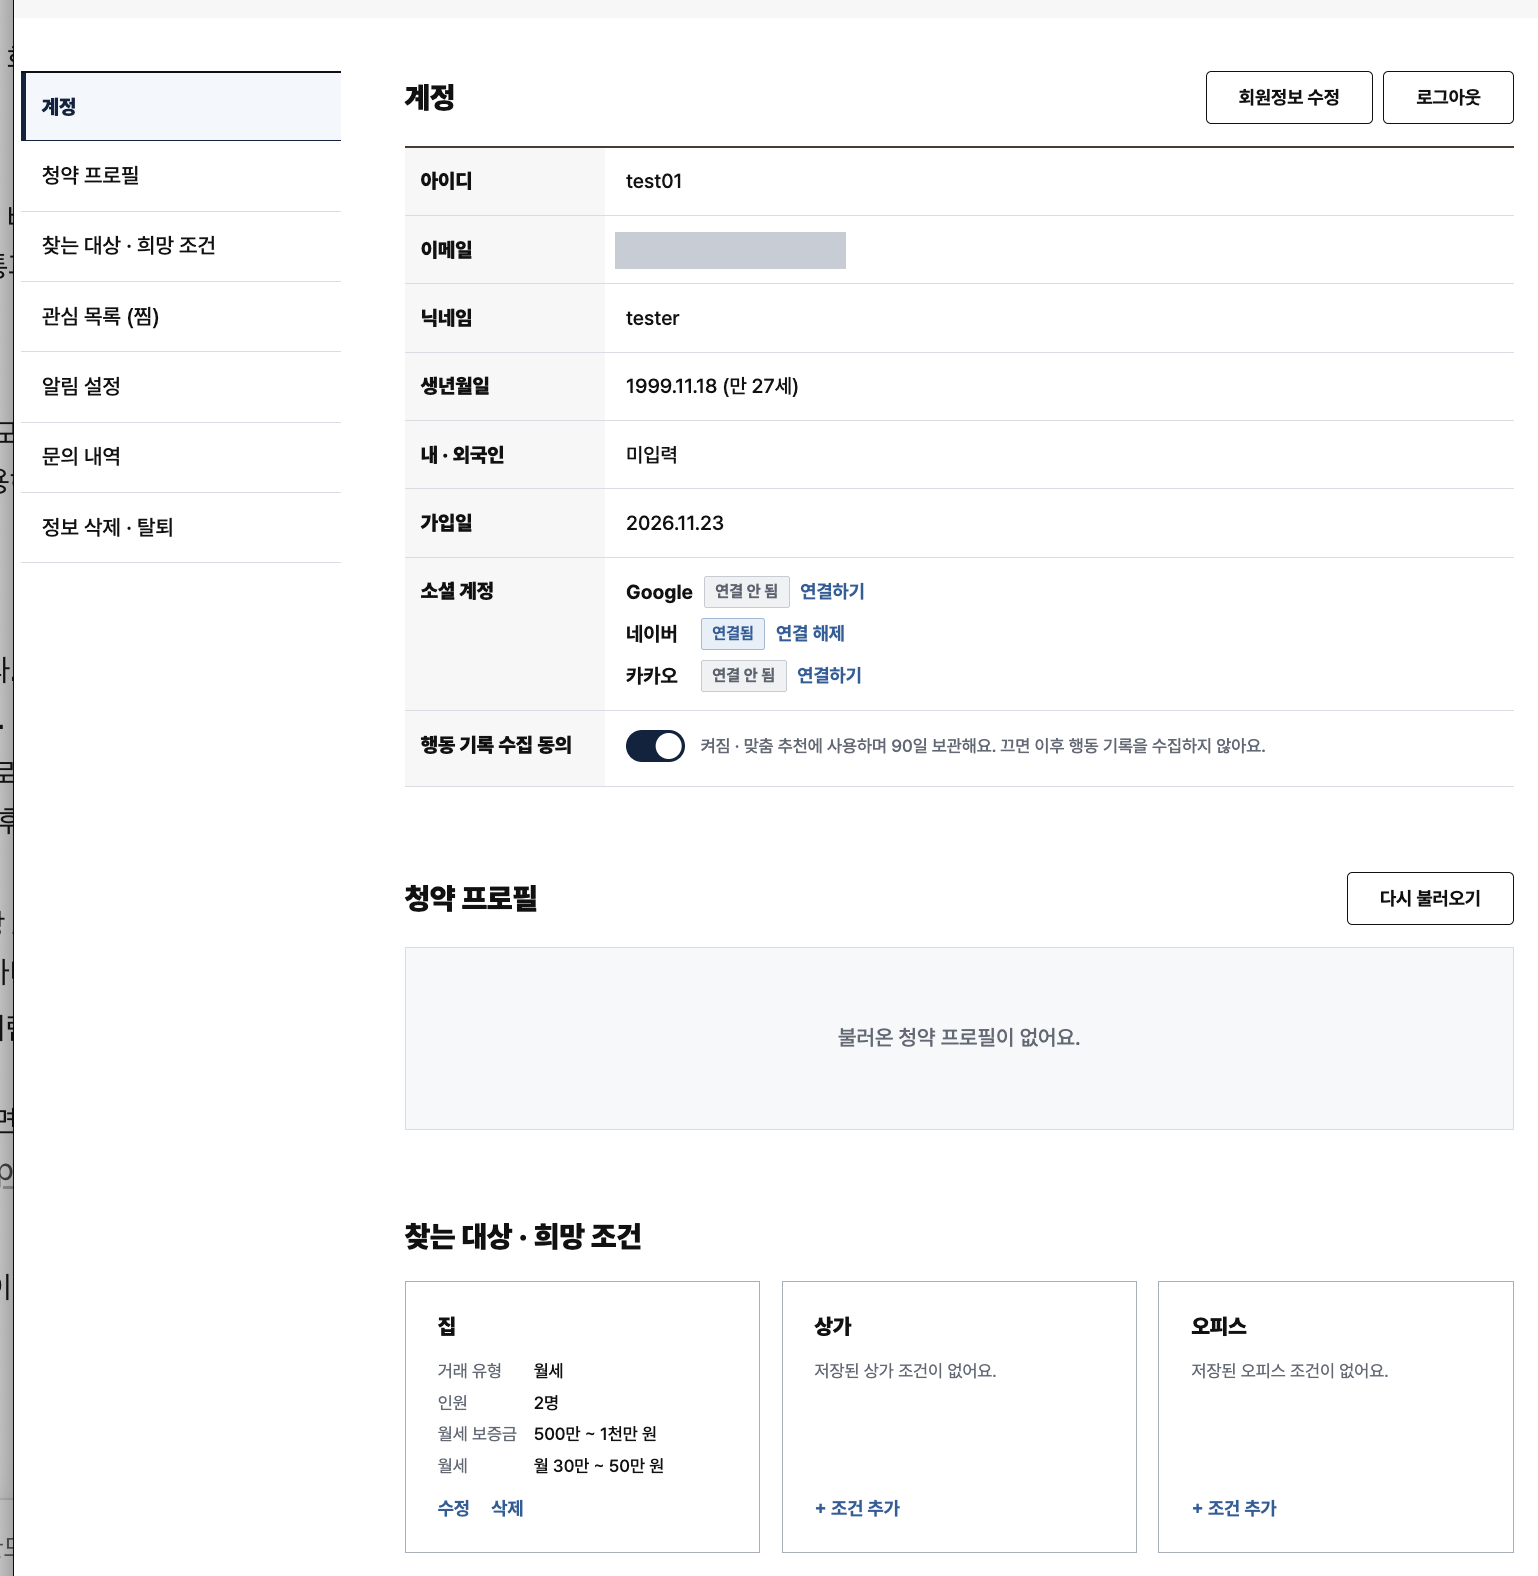 계정
청약 프로필
찾는 대상 · 희망 조건
관심 목록 (찜)
알림 설정
문의 내역
정보 삭제 · 탈퇴
계정
회원정보 수정
로그아웃
아이디 test01
이메일
닉네임 tester
생년월일 1999.11.18 (만 27세)
내 · 외국인 미입력
가입일 2026.11.23
소셜 계정 Google 연결 안 됨 연결하기
네이버 연결됨 연결 해제
카카오 연결 안 됨 연결하기
행동 기록 수집 동의 켜짐 · 맞춤 추천에 사용하며 90일 보관해요. 끄면 이후 행동 기록을 수집하지 않아요.
청약 프로필
다시 불러오기
불러온 청약 프로필이 없어요.
찾는 대상 · 희망 조건
집
거래 유형 월세
인원 2명
월세 보증금 500만 ~ 1천만 원
월세 월 30만 ~ 50만 원
수정 삭제
상가
저장된 상가 조건이 없어요.
+ 조건 추가
오피스
저장된 오피스 조건이 없어요.
+ 조건 추가